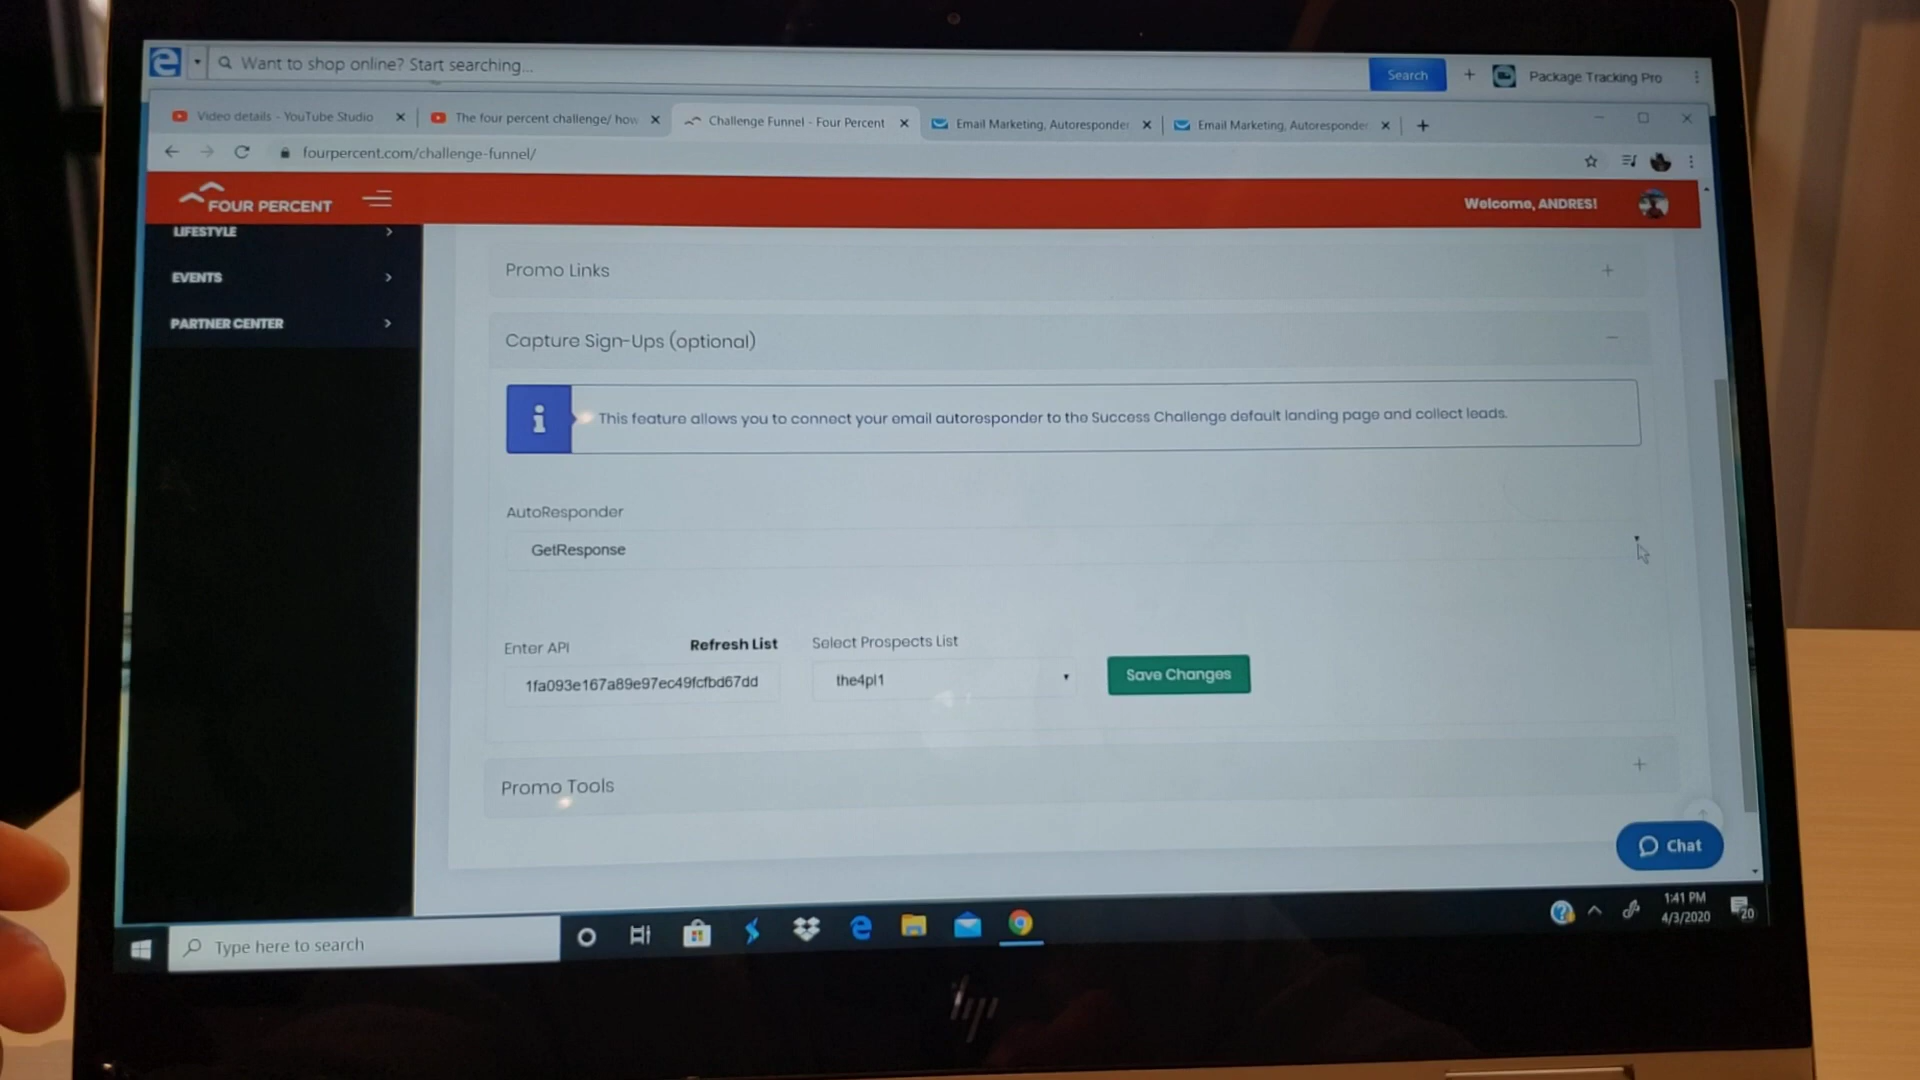 Want to shop online? Start searching...
Search
Package Tracking Pro
Video details - YouTube Studio
The four percent challenge/ how
Challenge Funnel - Four Percent
Email Marketing, Autoresponder
Email Marketing, Autoresponder
fourpercent.com/challenge-funnel/
FOUR PERCENT
Welcome, ANDRES!
LIFESTYLE
EVENTS
PARTNER CENTER
Promo Links
Capture Sign-Ups (optional)
This feature allows you to connect your email autoresponder to the Success Challenge default landing page and collect leads.
AutoResponder
GetResponse
Enter API
Refresh List
Select Prospects List
1fa093e167a89e97ec49fcfbd67dd
the4pl1
Save Changes
Promo Tools
Chat
Type here to search
1:41 PM
4/3/2020
20
hp